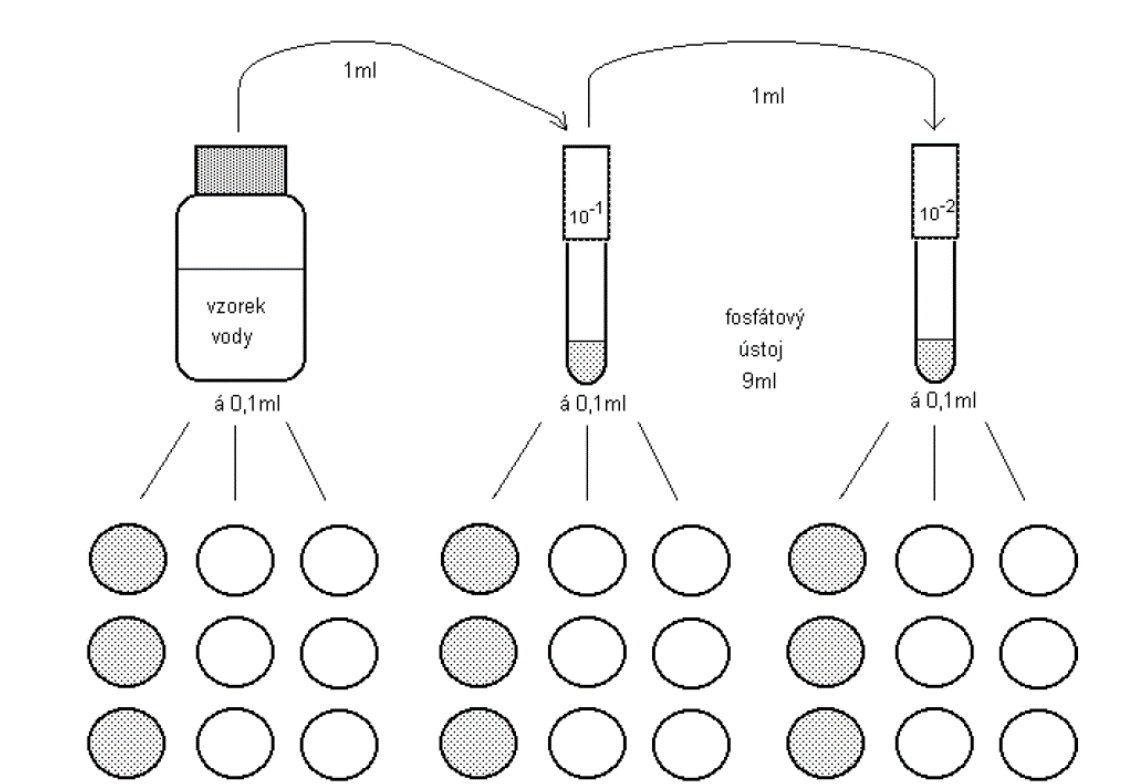 1ml
1ml
10⁻¹
10⁻²
vzorek
vody
fosfátový
ústoj
9ml
á 0,1ml
á 0,1ml
á 0,1ml